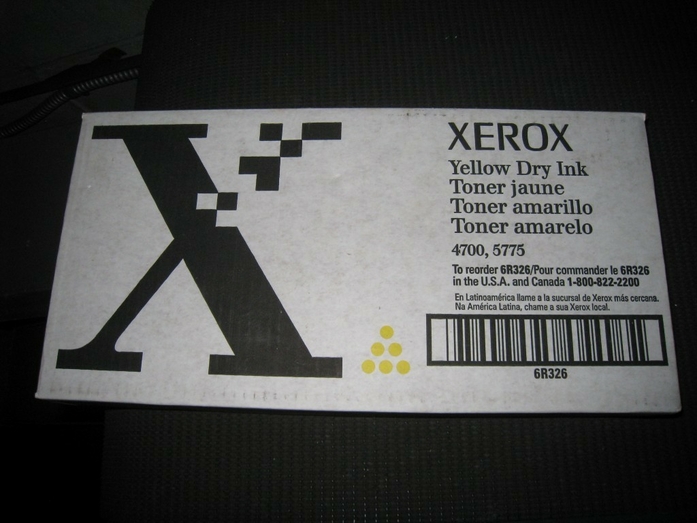 XEROX
Yellow Dry Ink
Toner jaune
Toner amarillo
Toner amarelo
4700, 5775
To reorder 6R326/Pour commander le 6R326
in the U.S.A. and Canada 1-800-822-2200
En Latinoamérica llame a la sucursal de Xerox más cercana.
Na América Latina, chame a sua Xerox local.
6R326